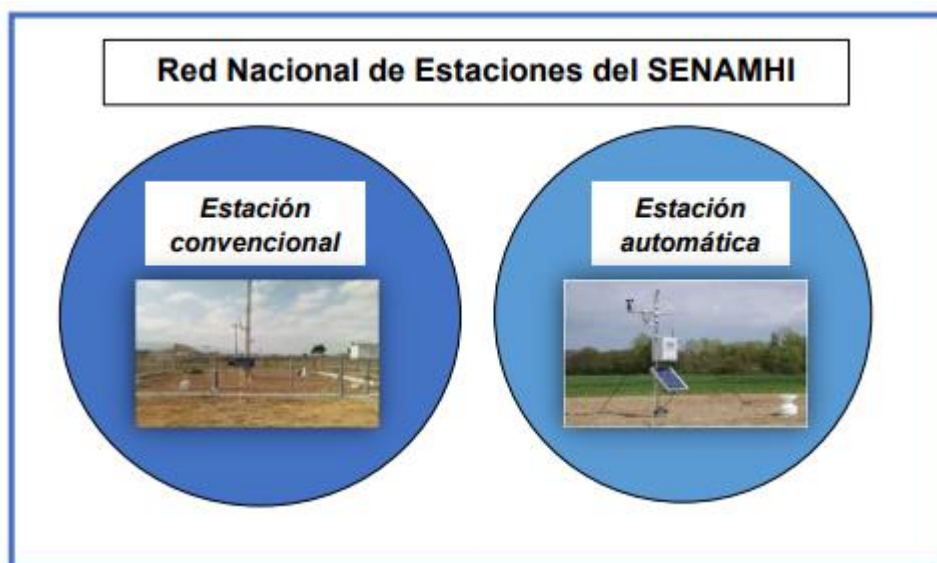 Red Nacional de Estaciones del SENAMHI
Estación
convencional
Estación
automática